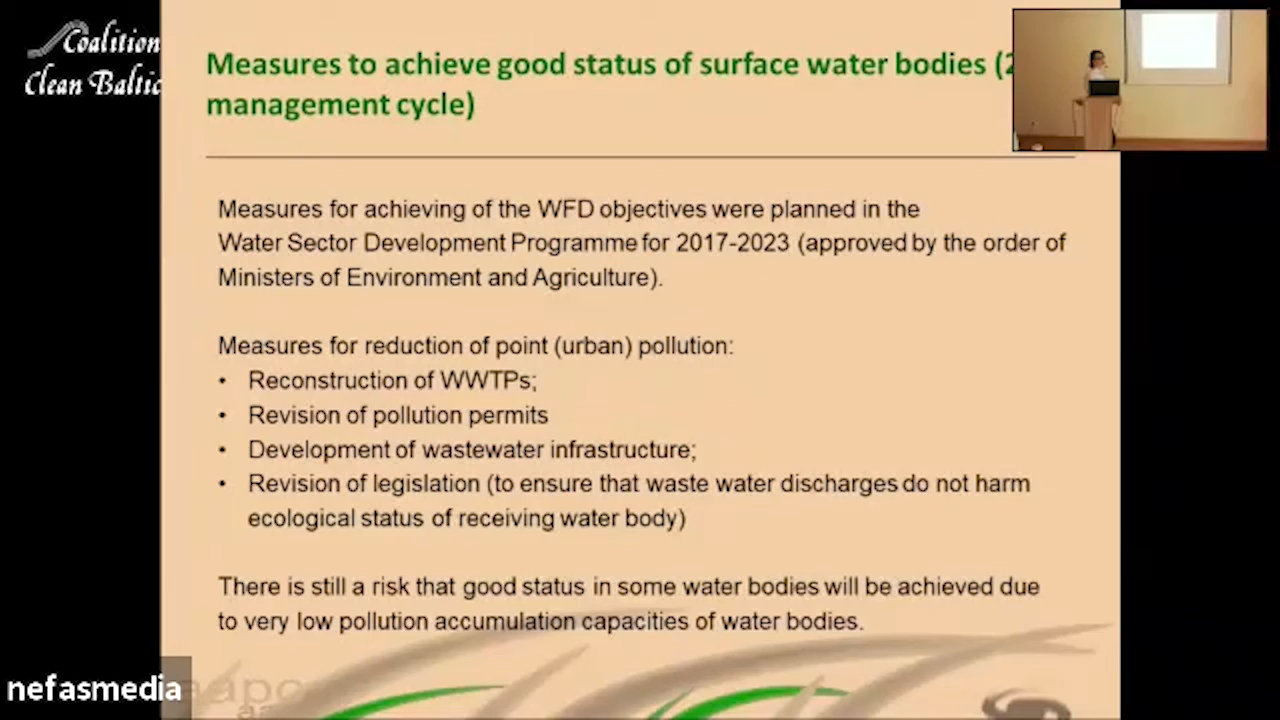 Coalition
Clean Baltic
Measures to achieve good status of surface water bodies (2
management cycle)
Measures for achieving of the WFD objectives were planned in the
Water Sector Development Programme for 2017-2023 (approved by the order of
Ministers of Environment and Agriculture).
Measures for reduction of point (urban) pollution:
• Reconstruction of WWTPs;
• Revision of pollution permits
• Development of wastewater infrastructure;
• Revision of legislation (to ensure that waste water discharges do not harm
ecological status of receiving water body)
There is still a risk that good status in some water bodies will be achieved due
to very low pollution accumulation capacities of water bodies.
nefasmedia